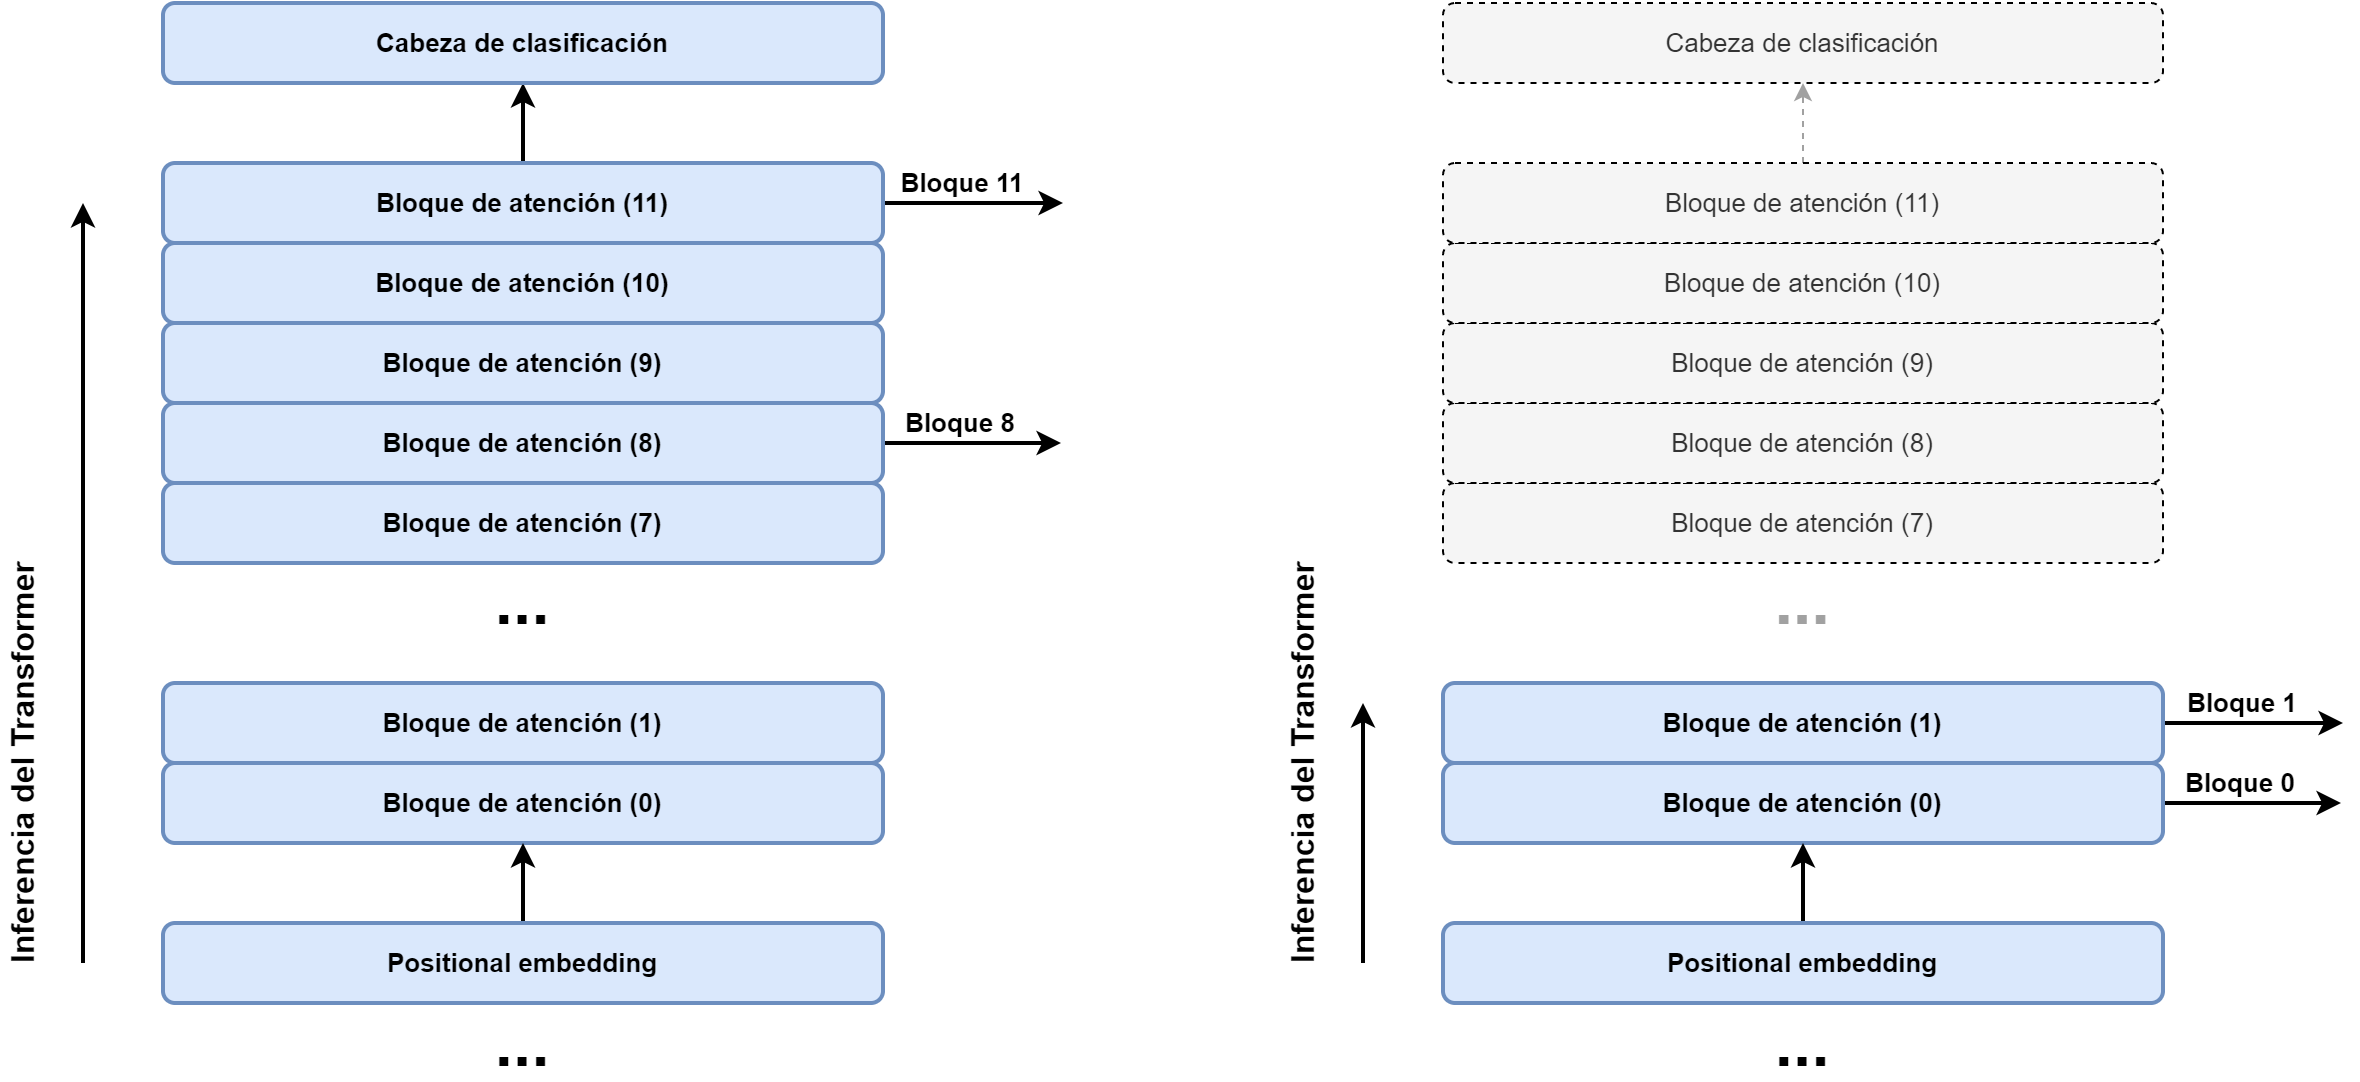 Cabeza de clasificación
Bloque de atención (11)
Bloque 11
Bloque de atención (10)
Bloque de atención (9)
Bloque de atención (8)
Bloque 8
Bloque de atención (7)
...
Bloque de atención (1)
Bloque de atención (0)
Positional embedding
...
Inferencia del Transformer
Cabeza de clasificación
Bloque de atención (11)
Bloque de atención (10)
Bloque de atención (9)
Bloque de atención (8)
Bloque de atención (7)
...
Bloque de atención (1)
Bloque 1
Bloque de atención (0)
Bloque 0
Positional embedding
...
Inferencia del Transformer